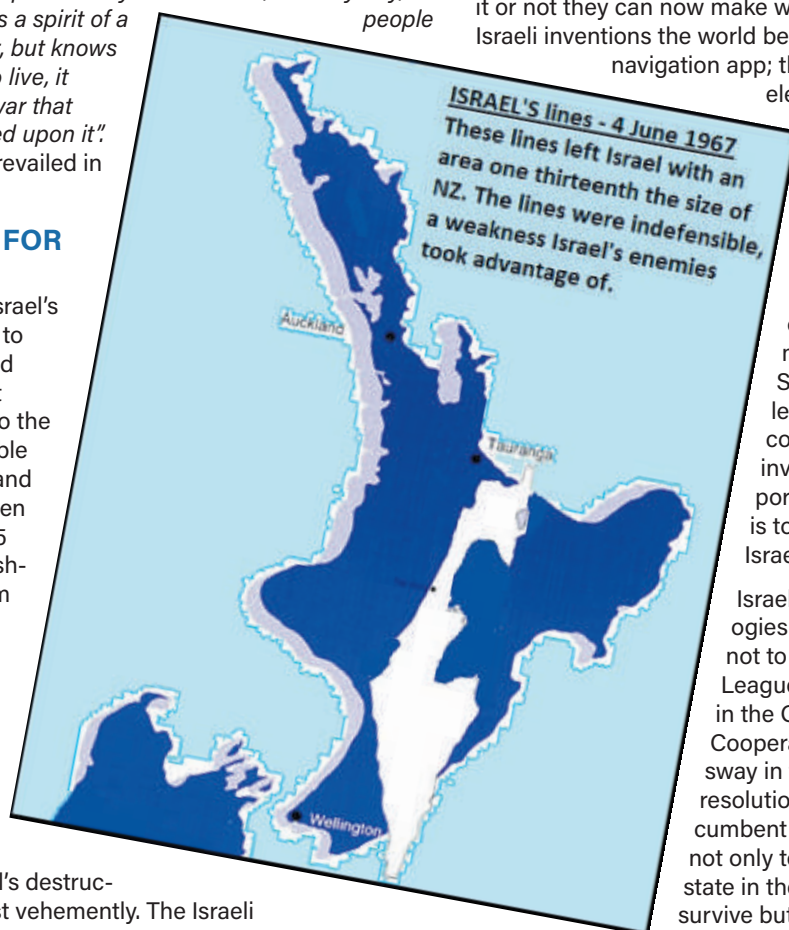 s a spirit of a
, but knows
live, it
war that
ed upon it".
revailed in
FOR
srael's
to
d
o the
ble
and
en
5
sh-
m
l's destruc-
st vehemently. The Israeli
people
it or not they can now make w
Israeli inventions the world be
navigation app; th
ele
ISRAEL'S lines - 4 June 1967
These lines left Israel with an
area one thirteenth the size of
NZ. The lines were indefensible,
a weakness Israel's enemies
took advantage of.
Auckland
Tauranga
Wellington
S
le
co
inv
por
is to
Israe
Israel
ogies
not to
League
in the O
Coopera
sway in
resolutio
cumbent
not only to
state in the
survive but